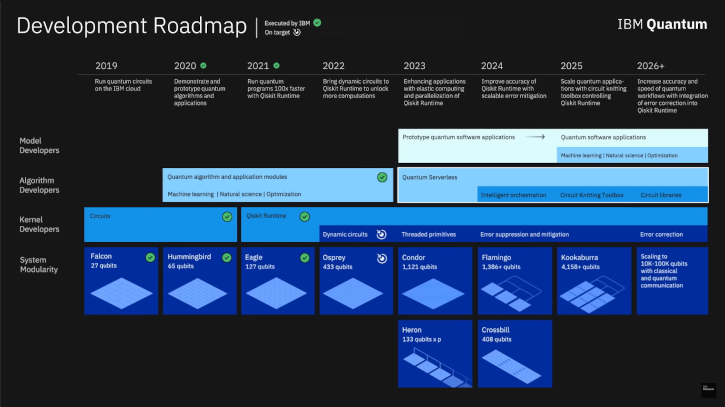 Development Roadmap
Executed by IBM
On target
IBM Quantum
2019
Run quantum circuits
on the IBM cloud
2020
Demonstrate and
prototype quantum
algorithms and
applications
2021
Run quantum
programs 100x faster
with Qiskit Runtime
2022
Bring dynamic circuits to
Qiskit Runtime to unlock
more computations
2023
Enhancing applications
with elastic computing
and parallelization of
Qiskit Runtime
2024
Improve accuracy of
Qiskit Runtime with
scalable error mitigation
2025
Scale quantum applica-
tions with circuit knitting
toolbox controlling
Qiskit Runtime
2026+
Increase accuracy and
speed of quantum
workflows with integration
of error correction into
Qiskit Runtime
Model
Developers
Prototype quantum software applications → Quantum software applications
Machine learning | Natural science | Optimization
Algorithm
Developers
Quantum algorithm and application modules
Machine learning | Natural science | Optimization
Quantum Serverless
Intelligent orchestration
Circuit Knitting Toolbox
Circuit libraries
Kernel
Developers
Circuits
Qiskit Runtime
Dynamic circuits
Threaded primitives
Error suppression and mitigation
Error correction
System
Modularity
Falcon
27 qubits
Hummingbird
65 qubits
Eagle
127 qubits
Osprey
433 qubits
Condor
1,121 qubits
Flamingo
1,386+ qubits
Kookaburra
4,158+ qubits
Scaling to
10K-100K qubits
with classical
and quantum
communication
Heron
133 qubits x p
Crossbill
408 qubits